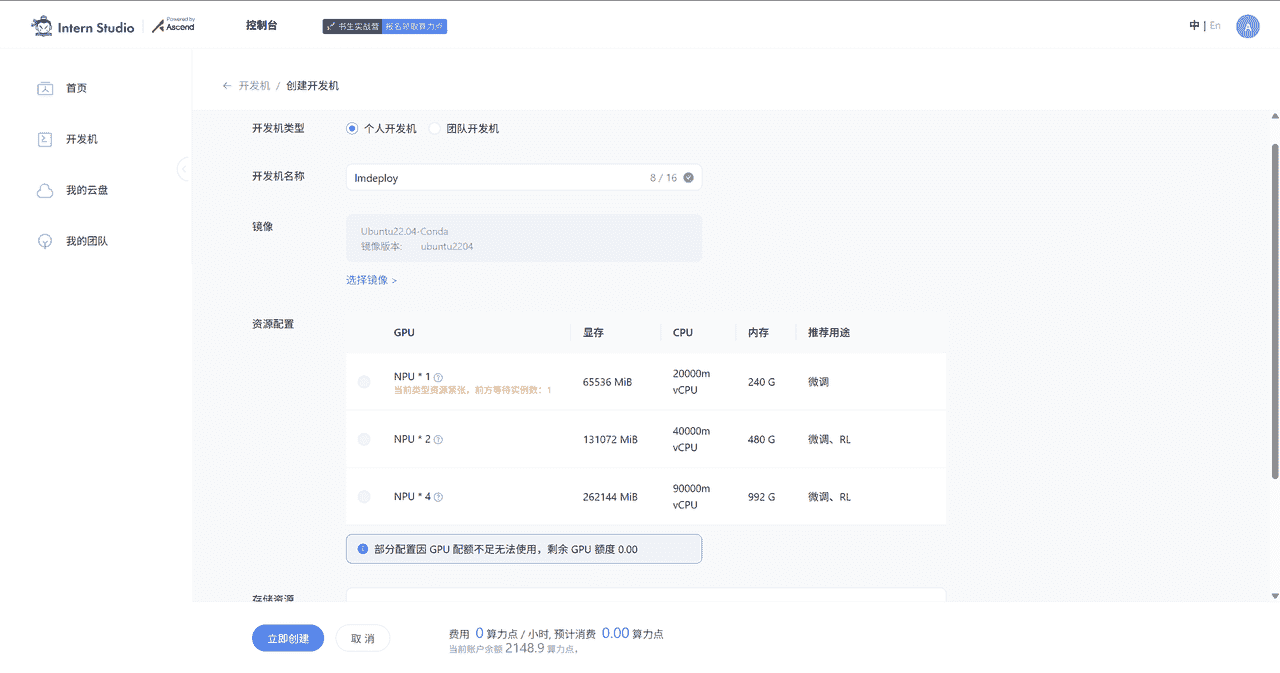 Intern Studio
Powered by
Ascend
控制台
书生实战营
中 | En
首页
开发机
我的云盘
我的团队
← 开发机 / 创建开发机
开发机类型 个人开发机 团队开发机
开发机名称 lmdeploy 8 / 16
镜像 Ubuntu22.04-Conda
镜像版本: ubuntu2204
选择镜像 >
资源配置 GPU 显存 CPU 内存 推荐用途
NPU * 1 65536 MiB 20000m vCPU 240 G 微调
当前类型资源紧张，前方等待实例数：1
NPU * 2 131072 MiB 40000m vCPU 480 G 微调、RL
NPU * 4 262144 MiB 90000m vCPU 992 G 微调、RL
部分配置因 GPU 配额不足无法使用，剩余 GPU 额度 0.00
存储资源
立即创建 取 消
费用 0 算力点 / 小时, 预计消费 0.00 算力点
当前账户余额 2148.9 算力点，